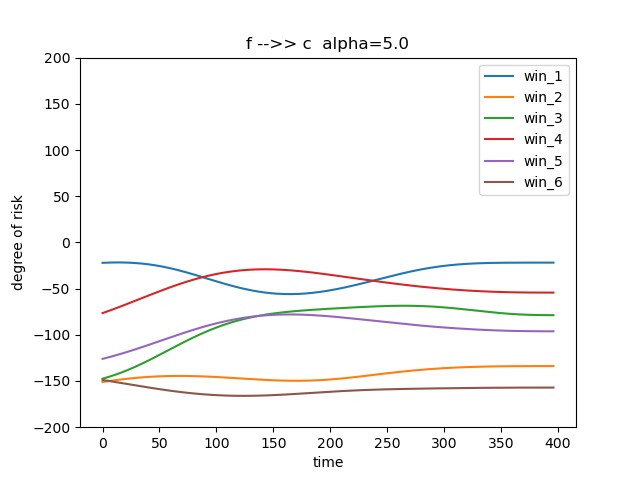 f -->> c  alpha=5.0
degree of risk
200
150
100
50
0
−50
−100
−150
−200
0
50
100
150
200
250
300
350
400
time
win_1
win_2
win_3
win_4
win_5
win_6